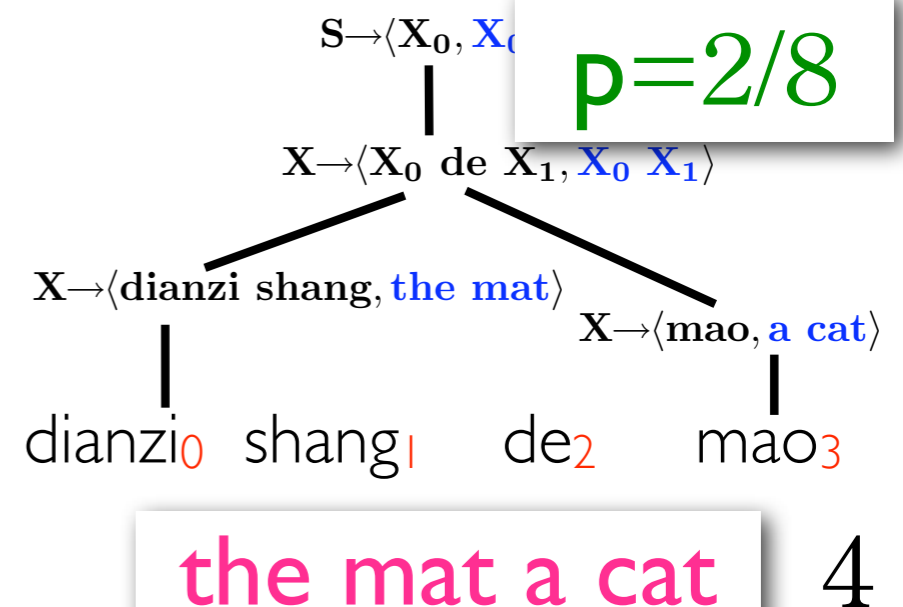 S→⟨X₀, X₀
p=2/8
X→⟨X₀ de X₁, X₀ X₁⟩
X→⟨dianzi shang, the mat⟩
X→⟨mao, a cat⟩
dianzi₀ shang₁ de₂ mao₃
the mat a cat 4